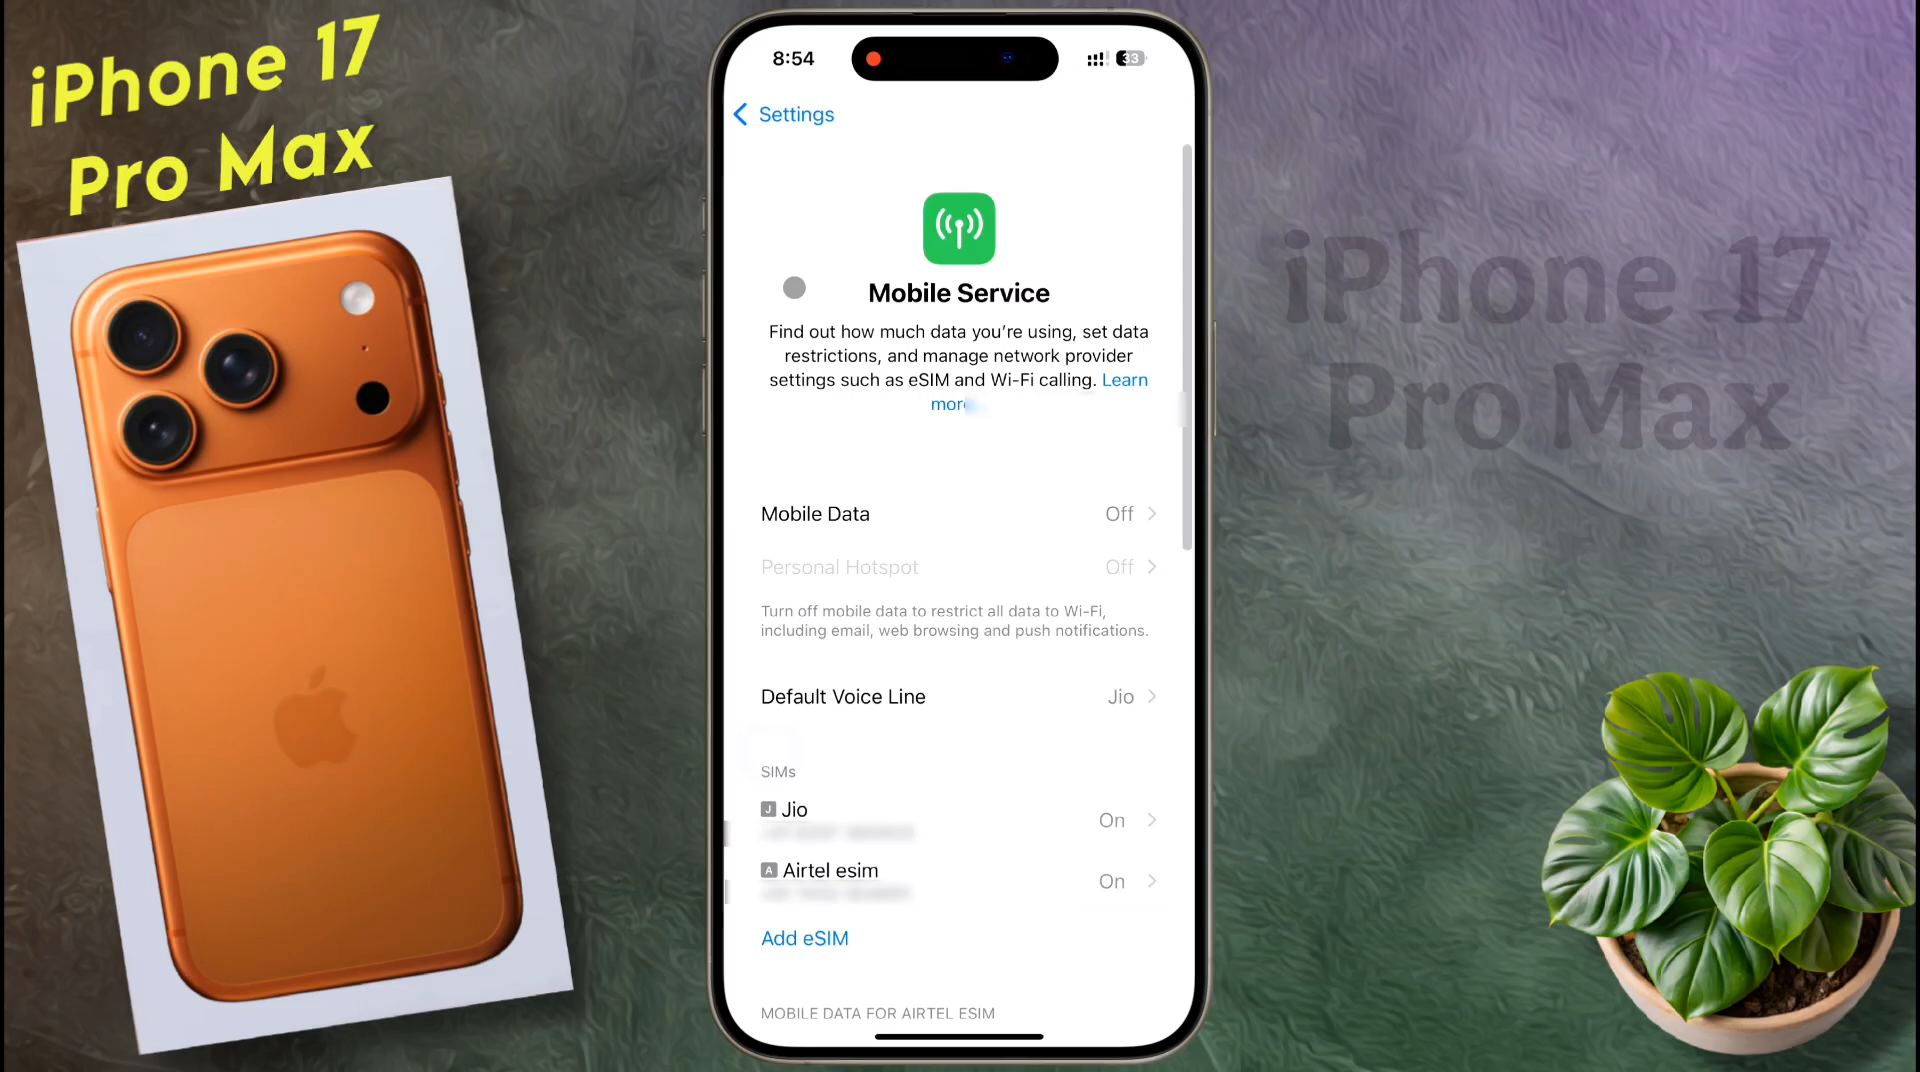 iPhone 17
Pro Max
8:54
33
Settings
Mobile Service
Find out how much data you're using, set data
restrictions, and manage network provider
settings such as eSIM and Wi-Fi calling. Learn
more
Mobile Data Off
Personal Hotspot Off
Turn off mobile data to restrict all data to Wi-Fi,
including email, web browsing and push notifications.
Default Voice Line Jio
SIMs
J Jio On
A Airtel esim On
Add eSIM
MOBILE DATA FOR AIRTEL ESIM
iPhone 17
Pro Max